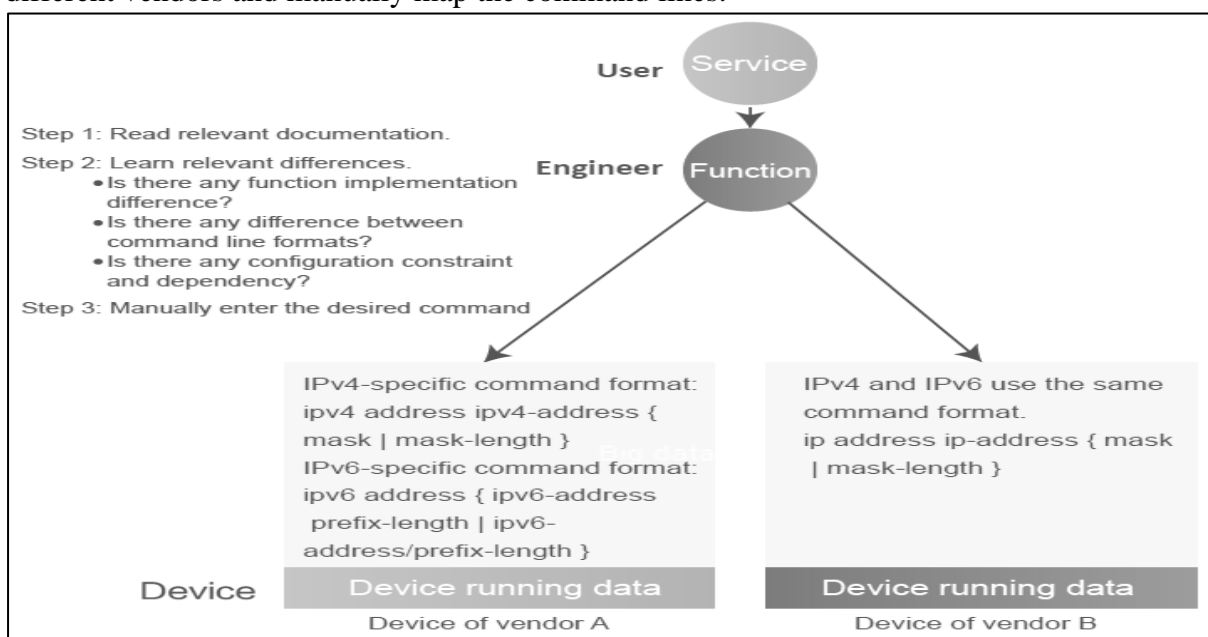 different vendors and manually map the command lines.
User
Service
Step 1: Read relevant documentation.
Step 2: Learn relevant differences.
•Is there any function implementation
difference?
•Is there any difference between
command line formats?
•Is there any configuration constraint
and dependency?
Step 3: Manually enter the desired command
Engineer
Function
IPv4-specific command format:
ipv4 address ipv4-address {
mask | mask-length }
IPv6-specific command format:
ipv6 address { ipv6-address
prefix-length | ipv6-
address/prefix-length }
Big data
IPv4 and IPv6 use the same
command format.
ip address ip-address { mask
| mask-length }
Device
Device running data
Device running data
Device of vendor A
Device of vendor B